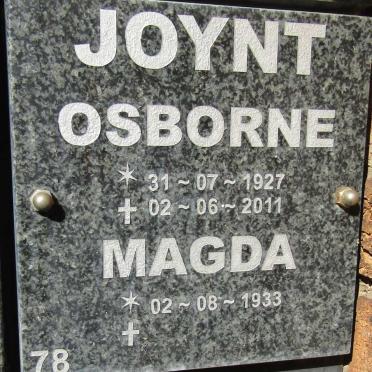 JOYNT
OSBORNE
* 31 ~ 07 ~ 1927
✝ 02 ~ 06 ~ 2011
MAGDA
* 02 ~ 08 ~ 1933
✝
78